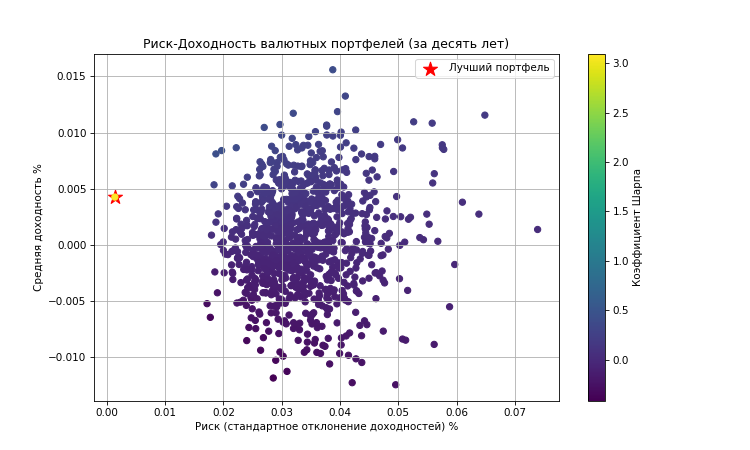 Риск-Доходность валютных портфелей (за десять лет)
Лучший портфель
Средняя доходность %
0.015
0.010
0.005
0.000
−0.005
−0.010
0.00 0.01 0.02 0.03 0.04 0.05 0.06 0.07
Риск (стандартное отклонение доходностей) %
3.0
2.5
2.0
1.5
1.0
0.5
0.0
Коэффициент Шарпа